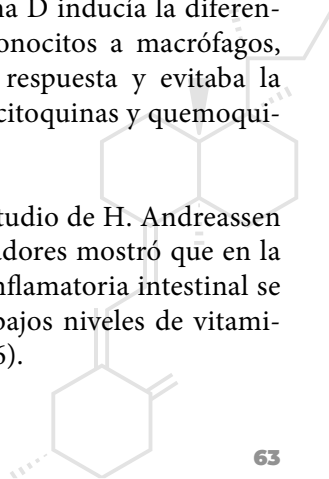 na D inducía la diferen-
onocitos a macrófagos,
respuesta y evitaba la
citoquinas y quemoqui-
tudio de H. Andreassen
adores mostró que en la
nflamatoria intestinal se
bajos niveles de vitami-
6).
63